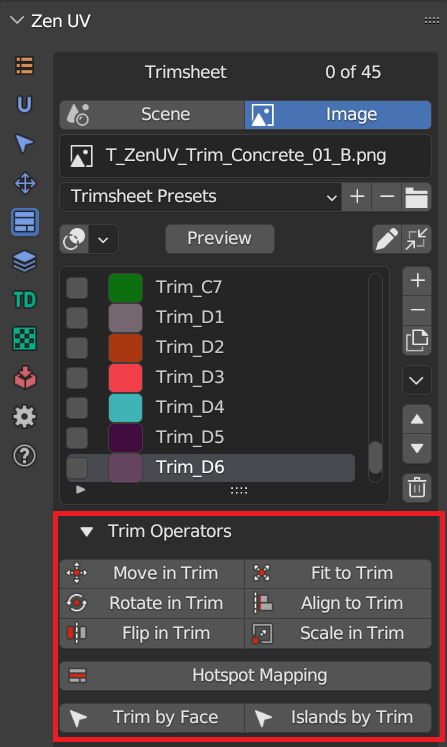 Zen UV
Trimsheet 0 of 45
Scene Image
T_ZenUV_Trim_Concrete_01_B.png
Trimsheet Presets
Preview
Trim_C7
Trim_D1
Trim_D2
Trim_D3
Trim_D4
TD
Trim_D5
Trim_D6
Trim Operators
Move in Trim Fit to Trim
Rotate in Trim Align to Trim
Flip in Trim Scale in Trim
Hotspot Mapping
Trim by Face Islands by Trim